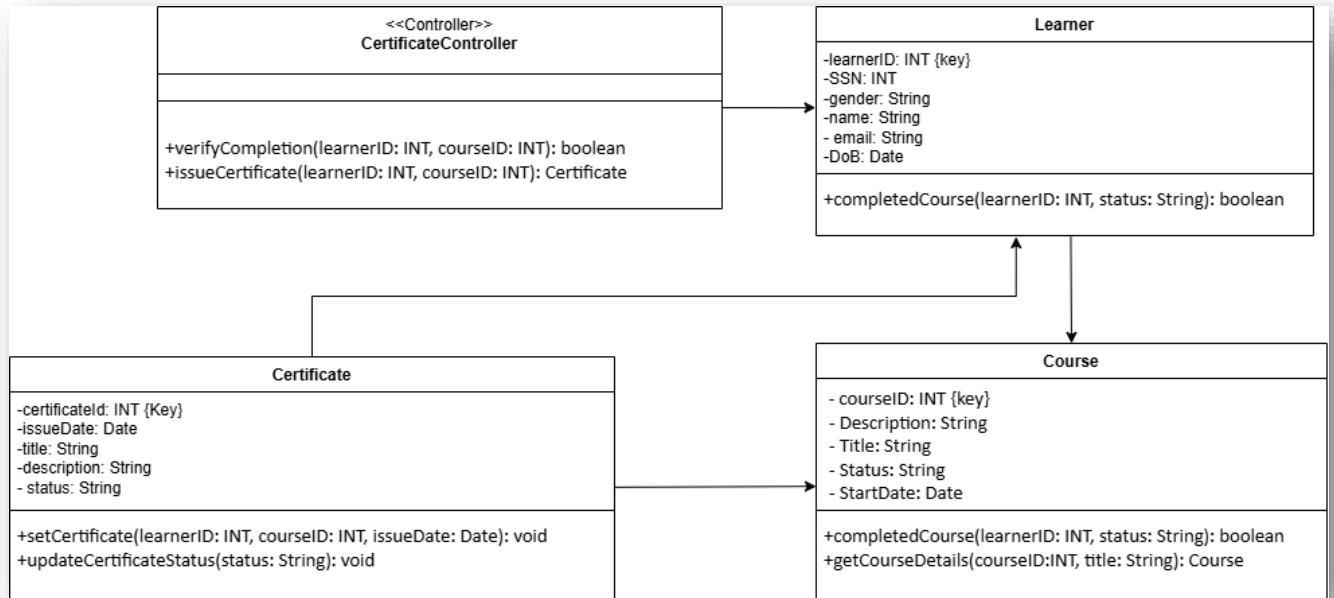 <<Controller>>
CertificateController
+verifyCompletion(learnerID: INT, courseID: INT): boolean
+issueCertificate(learnerID: INT, courseID: INT): Certificate
Learner
-learnerID: INT {key}
-SSN: INT
-gender: String
-name: String
- email: String
-DoB: Date
+completedCourse(learnerID: INT, status: String): boolean
Certificate
-certificateId: INT {Key}
-issueDate: Date
-title: String
-description: String
- status: String
+setCertificate(learnerID: INT, courseID: INT, issueDate: Date): void
+updateCertificateStatus(status: String): void
Course
- courseID: INT {key}
- Description: String
- Title: String
- Status: String
- StartDate: Date
+completedCourse(learnerID: INT, status: String): boolean
+getCourseDetails(courseID:INT, title: String): Course